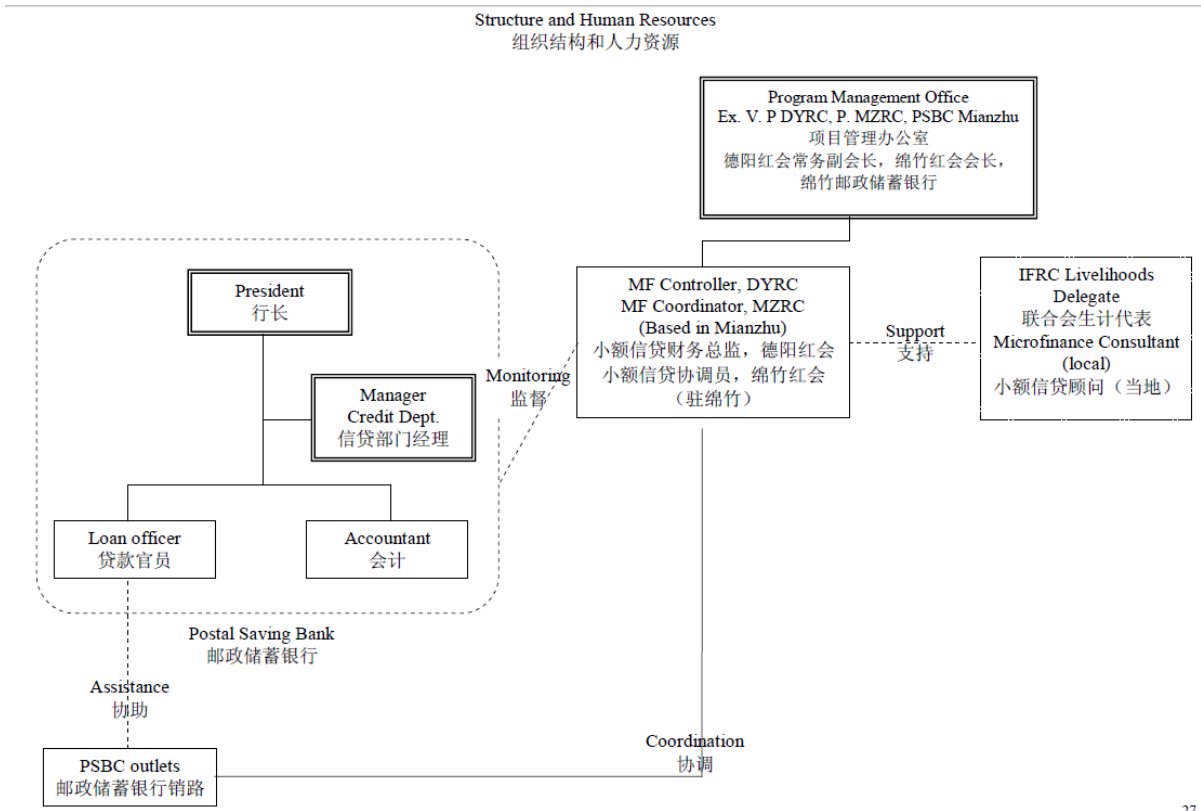 Structure and Human Resources
组织结构和人力资源
Program Management Office
Ex. V. P DYRC, P. MZRC, PSBC Mianzhu
项目管理办公室
德阳红会常务副会长，绵竹红会会长，
绵竹邮政储蓄银行
President
行长
Manager
Credit Dept.
信贷部门经理
Loan officer
贷款官员
Accountant
会计
Postal Saving Bank
邮政储蓄银行
Monitoring
监督
MF Controller, DYRC
MF Coordinator, MZRC
(Based in Mianzhu)
小额信贷财务总监，德阳红会
小额信贷协调员，绵竹红会
（驻绵竹）
Support
支持
IFRC Livelihoods
Delegate
联合会生计代表
Microfinance Consultant
(local)
小额信贷顾问（当地）
Assistance
协助
PSBC outlets
邮政储蓄银行销路
Coordination
协调
27